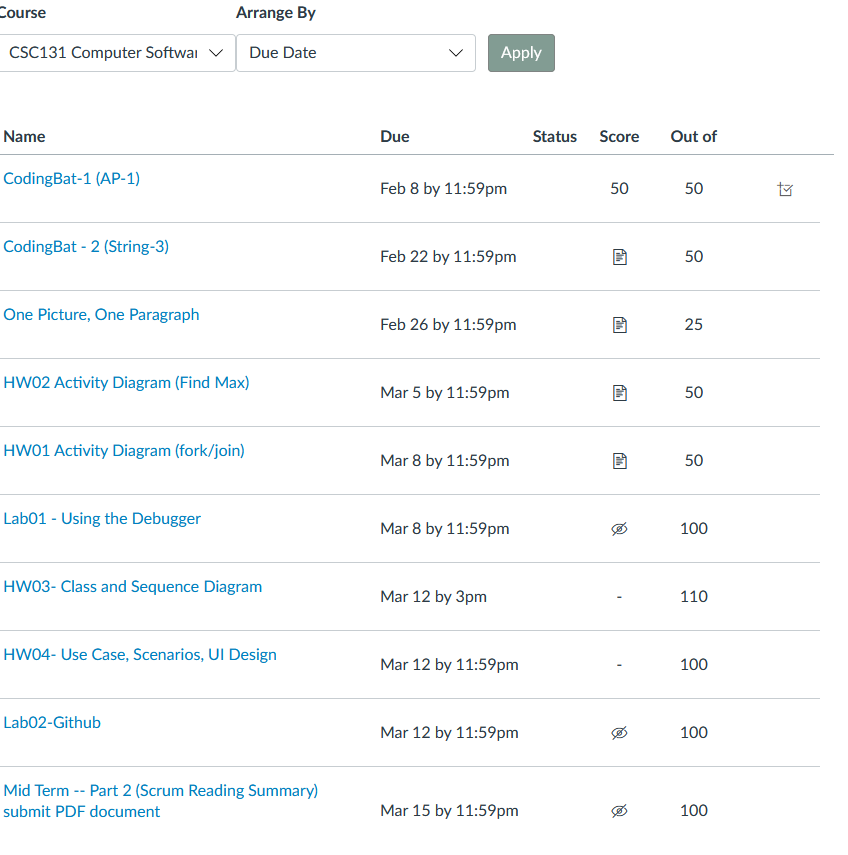 Course Arrange By
CSC131 Computer Softwar Due Date Apply
Name Due Status Score Out of
CodingBat-1 (AP-1) Feb 8 by 11:59pm 50 50
CodingBat - 2 (String-3) Feb 22 by 11:59pm 50
One Picture, One Paragraph Feb 26 by 11:59pm 25
HW02 Activity Diagram (Find Max) Mar 5 by 11:59pm 50
HW01 Activity Diagram (fork/join) Mar 8 by 11:59pm 50
Lab01 - Using the Debugger Mar 8 by 11:59pm 100
HW03- Class and Sequence Diagram Mar 12 by 3pm - 110
HW04- Use Case, Scenarios, UI Design Mar 12 by 11:59pm - 100
Lab02-Github Mar 12 by 11:59pm 100
Mid Term -- Part 2 (Scrum Reading Summary)
submit PDF document Mar 15 by 11:59pm 100